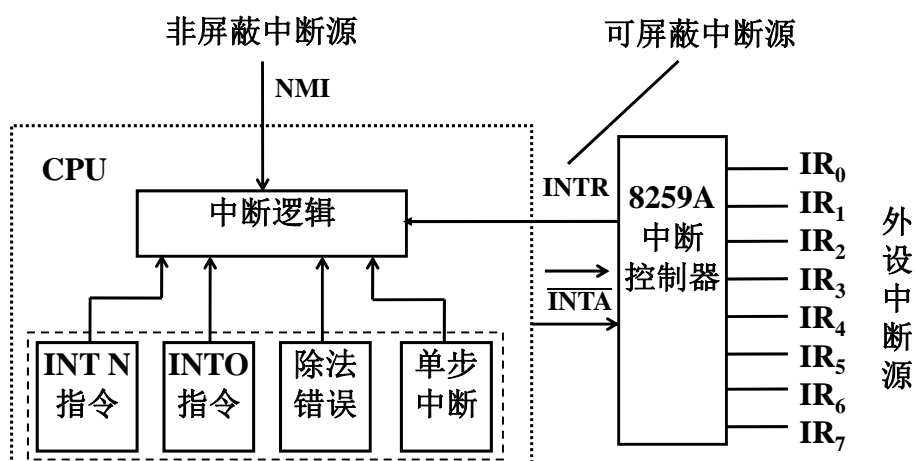 非屏蔽中断源
可屏蔽中断源
NMI
CPU
中断逻辑
INTR
INTA
8259A
中断
控制器
IR0
IR1
IR2
IR3
IR4
IR5
IR6
IR7
外
设
中
断
源
INT N
指令
INTO
指令
除法
错误
单步
中断